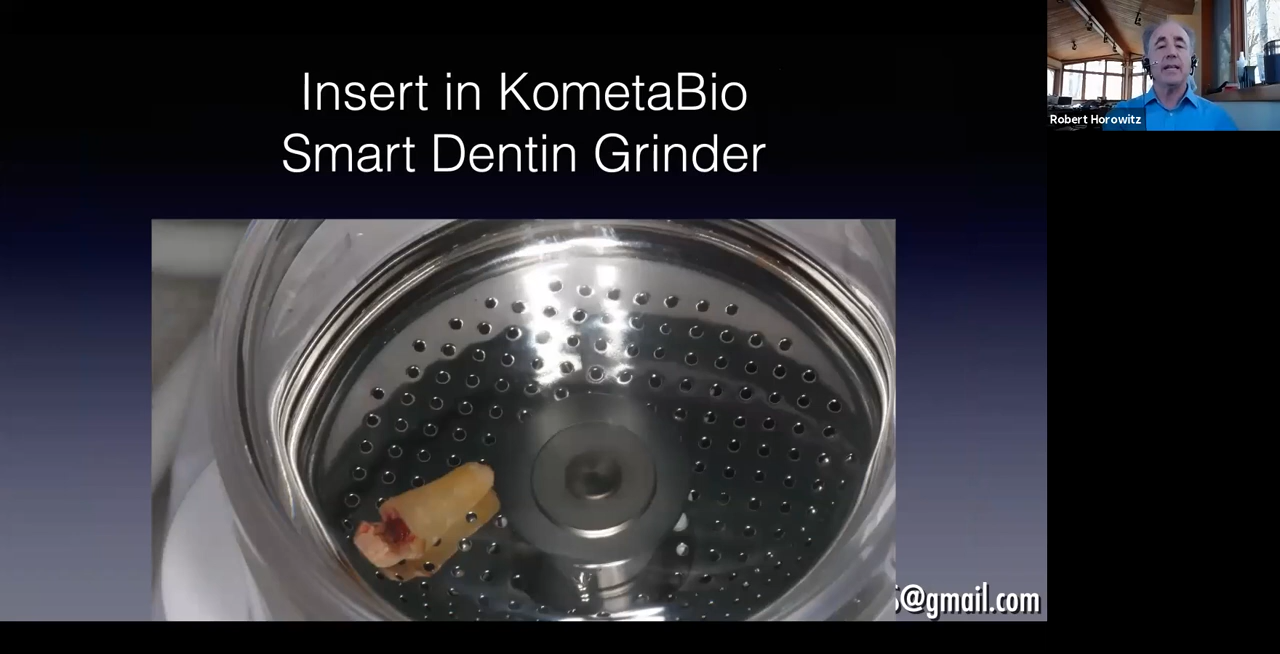 Insert in KometaBio
Smart Dentin Grinder
Robert Horowitz
@gmail.com